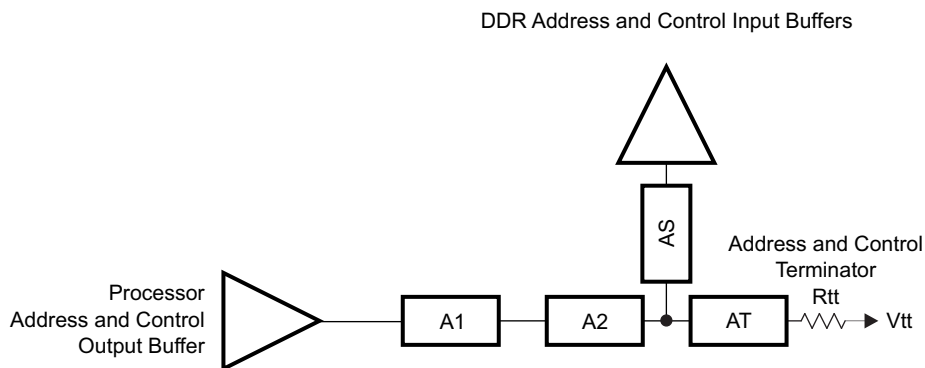 DDR Address and Control Input Buffers
AS
Address and Control
Terminator
Rtt
Processor
Address and Control
Output Buffer
A1
A2
AT
Vtt